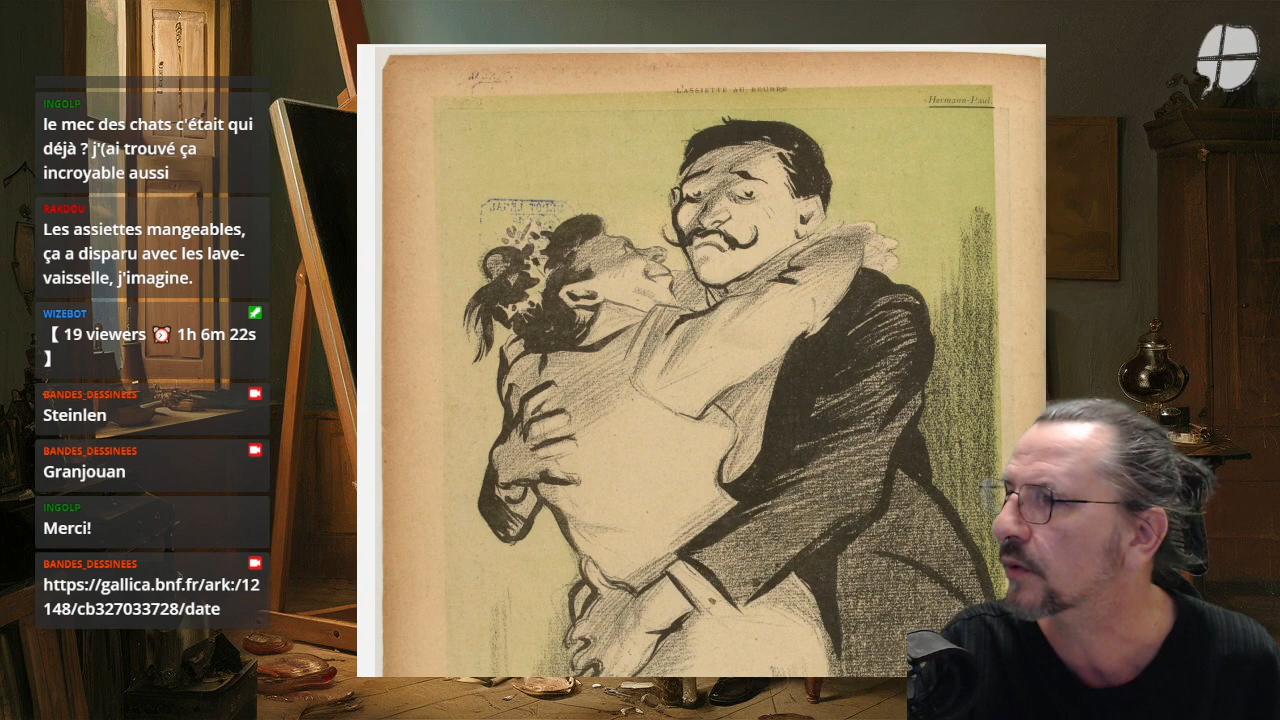 INGOLP
le mec des chats c'était qui
déjà ? j'(ai trouvé ça
incroyable aussi
RAKDOU
Les assiettes mangeables,
ça a disparu avec les lave-
vaisselle, j'imagine.
WIZEBOT
【 19 viewers ⏰ 1h 6m 22s
】
BANDES_DESSINEES
Steinlen
BANDES_DESSINEES
Granjouan
INGOLP
Merci!
BANDES_DESSINEES
https://gallica.bnf.fr/ark:/12
148/cb327033728/date
L'ASSIETTE AU BEURRE
Hermann-Paul.